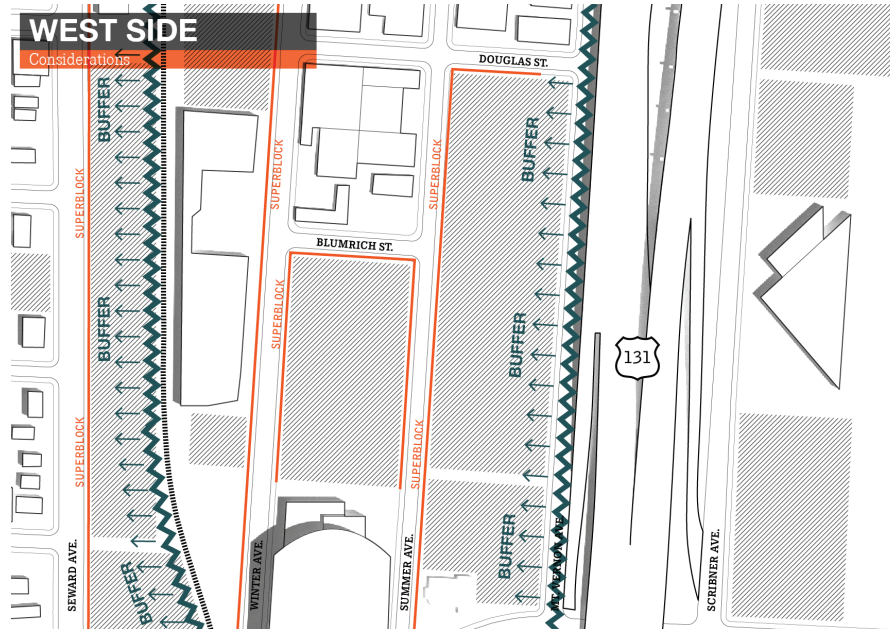 WEST SIDE
Considerations
DOUGLAS ST.
BUFFER
BUFFER
SUPERBLOCK
SUPERBLOCK
SUPERBLOCK
BLUMRICH ST.
SUPERBLOCK
BUFFER
BUFFER
131
SUPERBLOCK
SUPERBLOCK
BUFFER
BUFFER
SEWARD AVE.
WINTER AVE.
SUMMER AVE.
MT. VERNON AVE.
SCRIBNER AVE.